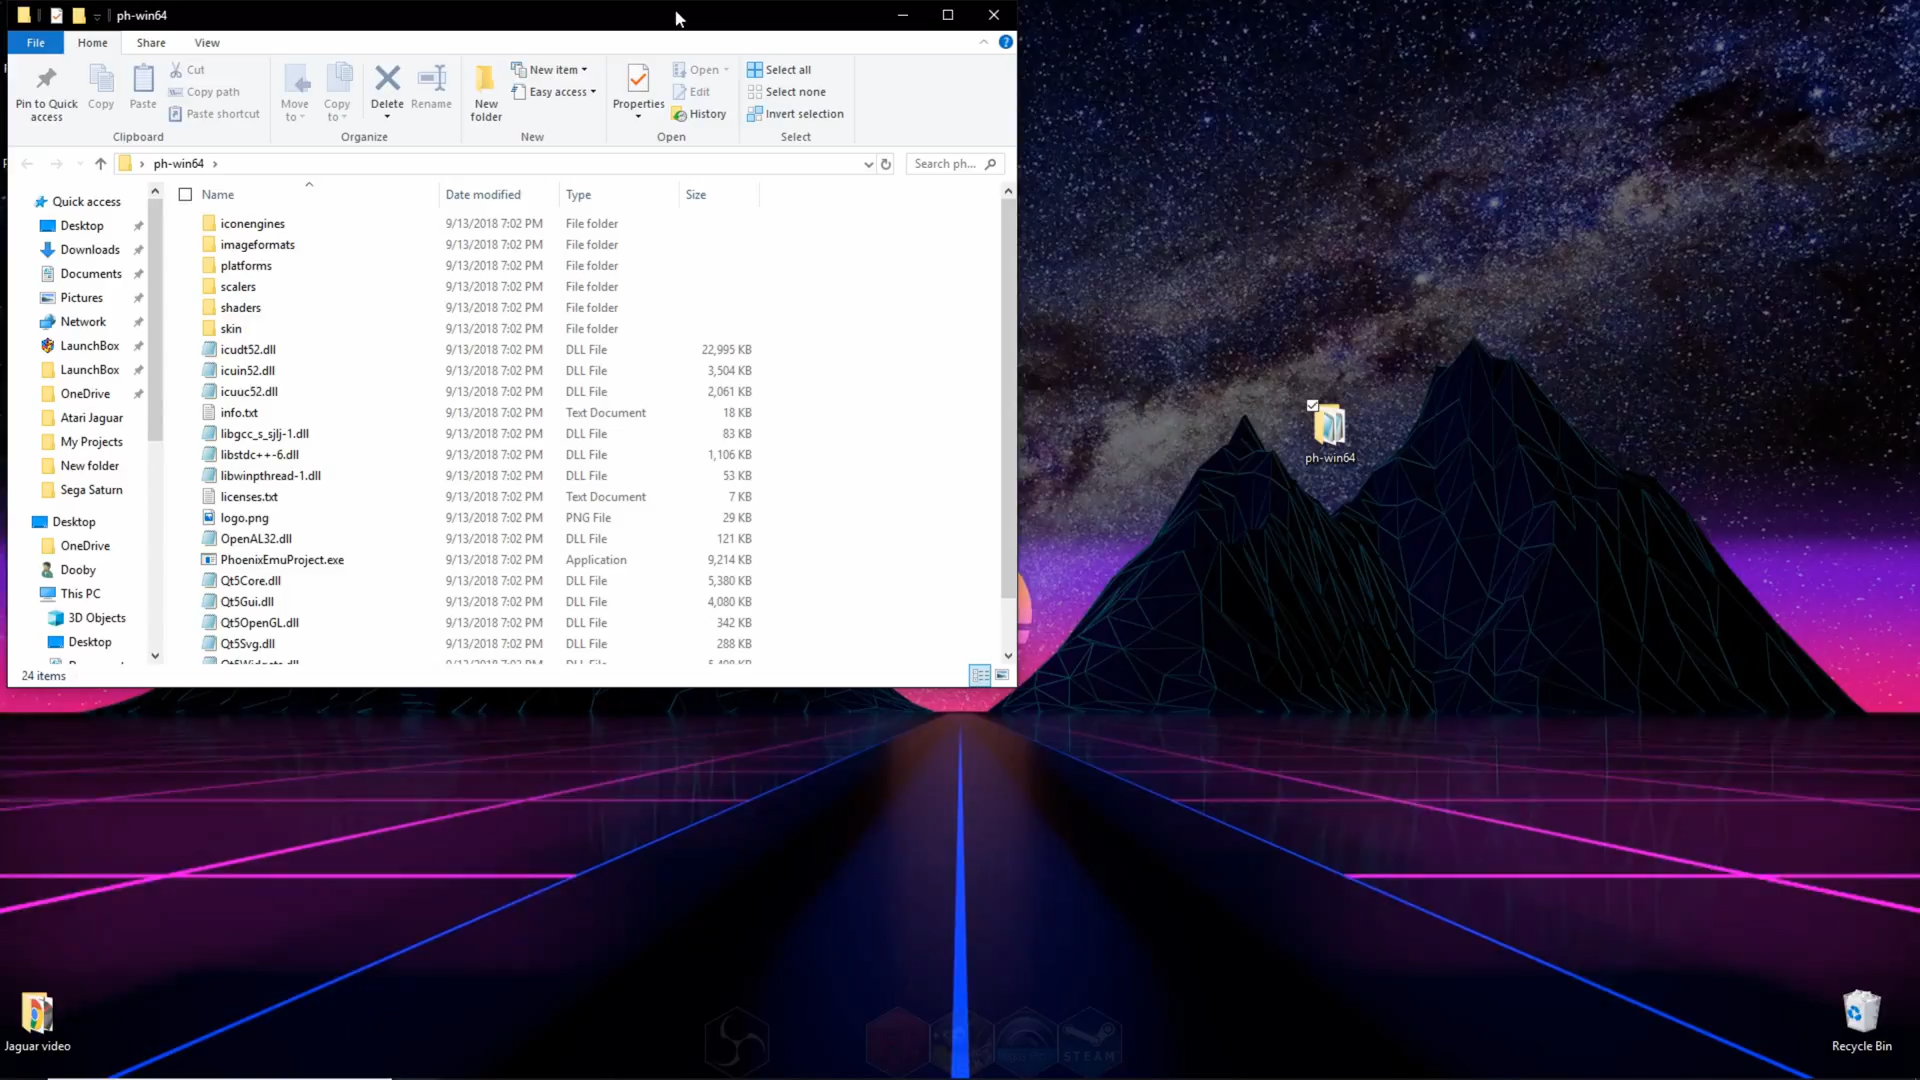 ph-win64
File Home Share View
Pin to Quick access
Copy
Paste
Cut
Copy path
Paste shortcut
Clipboard
Move to
Copy to
Delete
Rename
Organize
New folder
New item
Easy access
New
Properties
Open
Edit
History
Open
Select all
Select none
Invert selection
Select
ph-win64
Search ph...
Quick access
Desktop
Downloads
Documents
Pictures
Network
LaunchBox
LaunchBox
OneDrive
Atari Jaguar
My Projects
New folder
Sega Saturn
Desktop
OneDrive
Dooby
This PC
3D Objects
Desktop
Name Date modified Type Size
iconengines 9/13/2018 7:02 PM File folder
imageformats 9/13/2018 7:02 PM File folder
platforms 9/13/2018 7:02 PM File folder
scalers 9/13/2018 7:02 PM File folder
shaders 9/13/2018 7:02 PM File folder
skin 9/13/2018 7:02 PM File folder
icudt52.dll 9/13/2018 7:02 PM DLL File 22,995 KB
icuin52.dll 9/13/2018 7:02 PM DLL File 3,504 KB
icuuc52.dll 9/13/2018 7:02 PM DLL File 2,061 KB
info.txt 9/13/2018 7:02 PM Text Document 18 KB
libgcc_s_sjlj-1.dll 9/13/2018 7:02 PM DLL File 83 KB
libstdc++-6.dll 9/13/2018 7:02 PM DLL File 1,106 KB
libwinpthread-1.dll 9/13/2018 7:02 PM DLL File 53 KB
licenses.txt 9/13/2018 7:02 PM Text Document 7 KB
logo.png 9/13/2018 7:02 PM PNG File 29 KB
OpenAL32.dll 9/13/2018 7:02 PM DLL File 121 KB
PhoenixEmuProject.exe 9/13/2018 7:02 PM Application 9,214 KB
Qt5Core.dll 9/13/2018 7:02 PM DLL File 5,380 KB
Qt5Gui.dll 9/13/2018 7:02 PM DLL File 4,080 KB
Qt5OpenGL.dll 9/13/2018 7:02 PM DLL File 342 KB
Qt5Svg.dll 9/13/2018 7:02 PM DLL File 288 KB
24 items
ph-win64
Jaguar video
STEAM
Recycle Bin